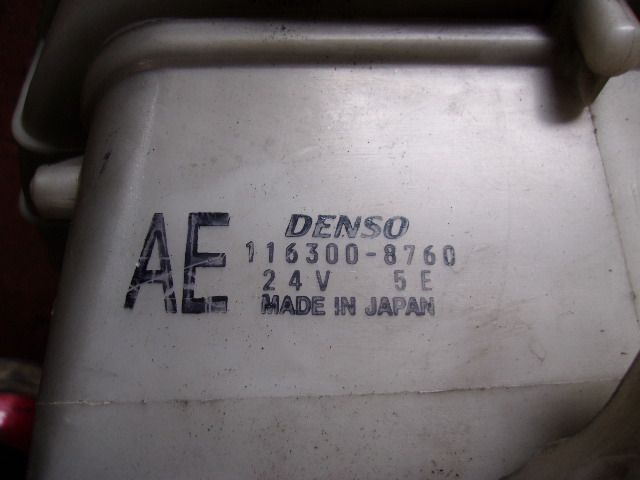 AE
DENSO
116300-8760
24V 5E
MADE IN JAPAN